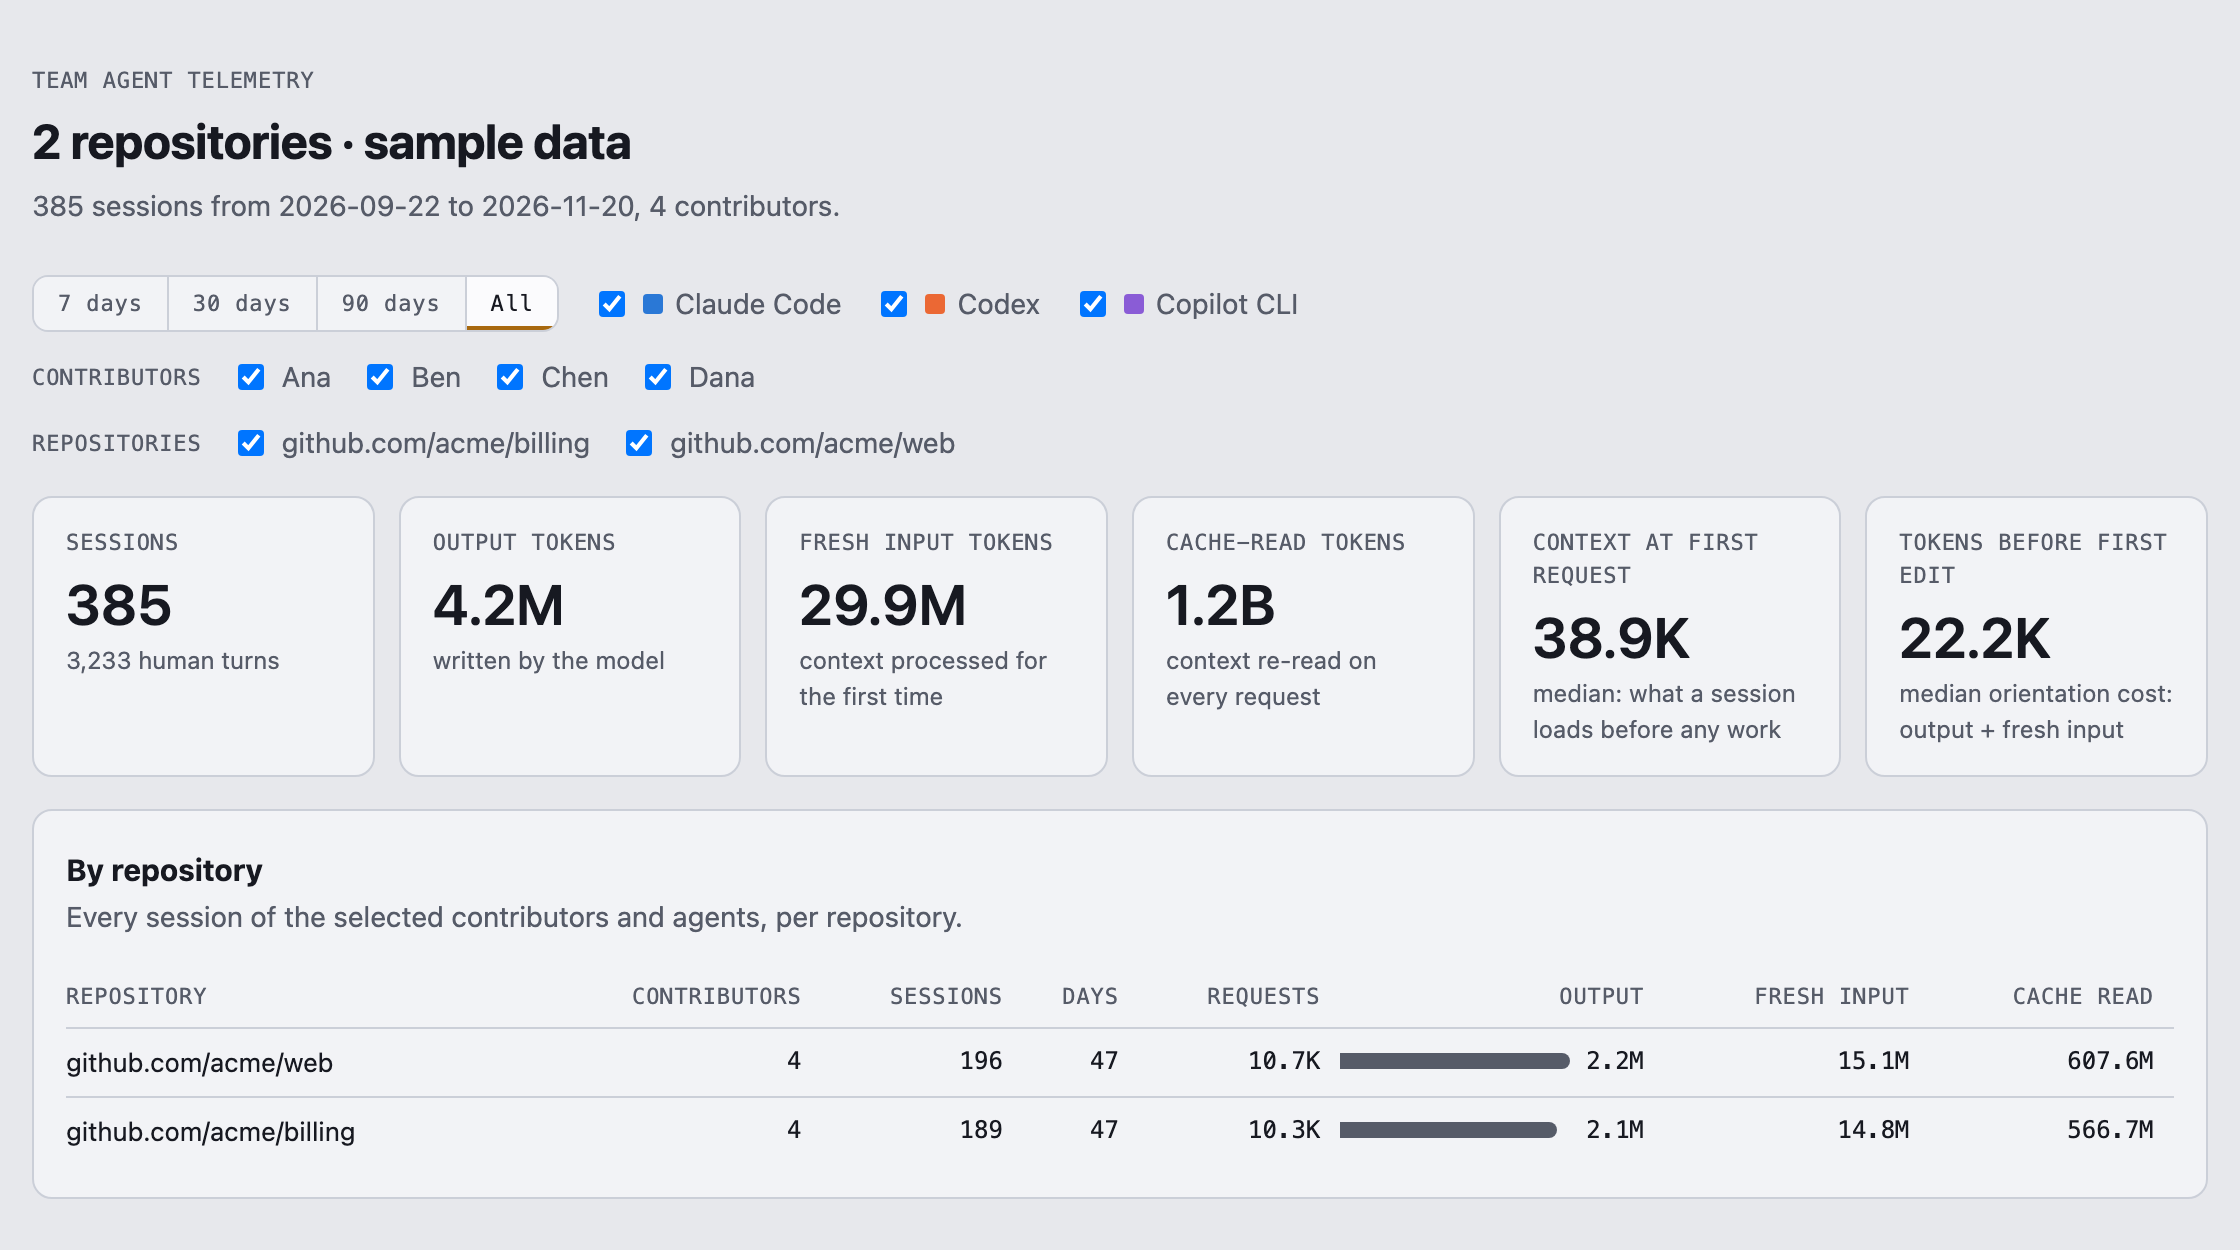 TEAM AGENT TELEMETRY
2 repositories · sample data
385 sessions from 2026-09-22 to 2026-11-20, 4 contributors.
7 days 30 days 90 days All Claude Code Codex Copilot CLI
CONTRIBUTORS Ana Ben Chen Dana
REPOSITORIES github.com/acme/billing github.com/acme/web
SESSIONS
385
3,233 human turns
OUTPUT TOKENS
4.2M
written by the model
FRESH INPUT TOKENS
29.9M
context processed for
the first time
CACHE-READ TOKENS
1.2B
context re-read on
every request
CONTEXT AT FIRST
REQUEST
38.9K
median: what a session
loads before any work
TOKENS BEFORE FIRST
EDIT
22.2K
median orientation cost:
output + fresh input
By repository
Every session of the selected contributors and agents, per repository.
REPOSITORY CONTRIBUTORS SESSIONS DAYS REQUESTS OUTPUT FRESH INPUT CACHE READ
github.com/acme/web 4 196 47 10.7K 2.2M 15.1M 607.6M
github.com/acme/billing 4 189 47 10.3K 2.1M 14.8M 566.7M